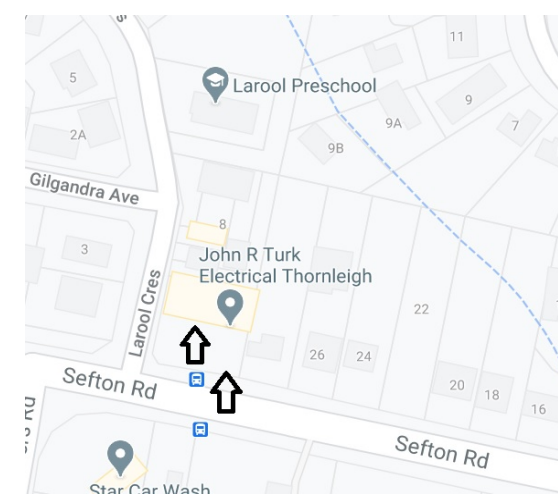 11
5
Larool Preschool
9
9A
7
2A
9B
Gilgandra Ave
8
3
John R Turk
Electrical Thornleigh
Larool Cres
22
26
24
Sefton Rd
20
18
16
Sefton Rd
Star Car Wash